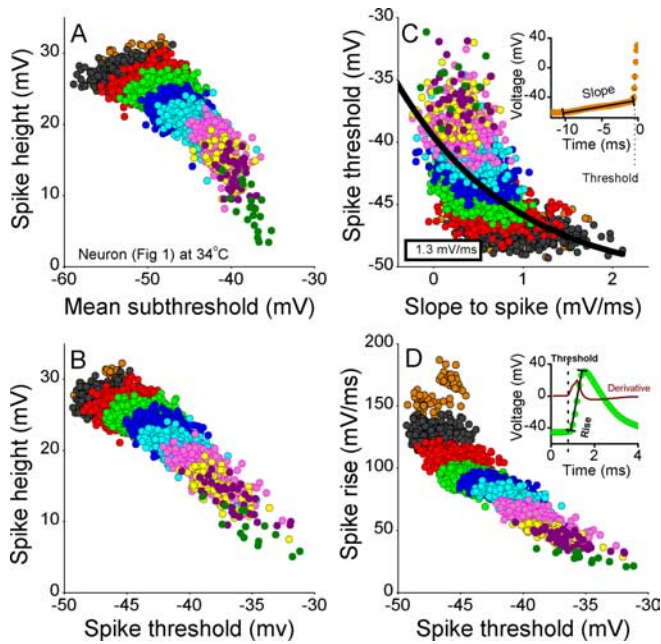 A
40
30
20
10
0
Spike height (mV)
Neuron (Fig 1) at 34°C
-60
-50
-40
-30
Mean subthreshold (mV)
C
-30
-35
-40
-45
-50
Spike threshold (mV)
0
1
2
Slope to spike (mV/ms)
1.3 mV/ms
40
0
-40
Voltage (mV)
Slope
-10
-5
0
Time (ms)
Threshold
B
40
30
20
10
0
Spike height (mV)
-50
-45
-40
-35
-30
Spike threshold (mv)
D
200
150
100
50
0
Spike rise (mV/ms)
-50
-45
-40
-35
-30
Spike threshold (mV)
40
0
-40
Voltage (mV)
Threshold
Derivative
Rise
0
2
4
Time (ms)